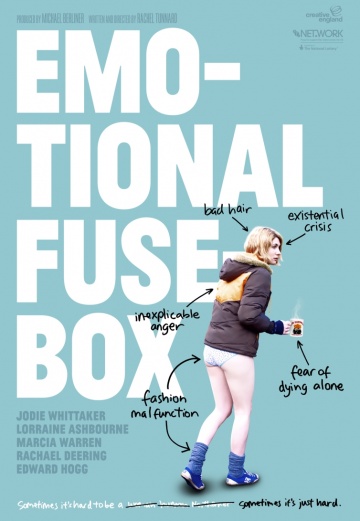 PRODUCED BY MICHAEL BERLINER WRITTEN AND DIRECTED BY RACHEL TUNNARD
creative england
NETWORK
EMO-
TIONAL
FUSE-
BOX
bad hair
existential
crisis
inexplicable
anger
fear of
dying alone
fashion
malfunction
JODIE WHITTAKER
LORRAINE ASHBOURNE
MARCIA WARREN
RACHAEL DEERING
EDWARD HOGG
Sometimes it's hard to be a sometimes it's just hard.